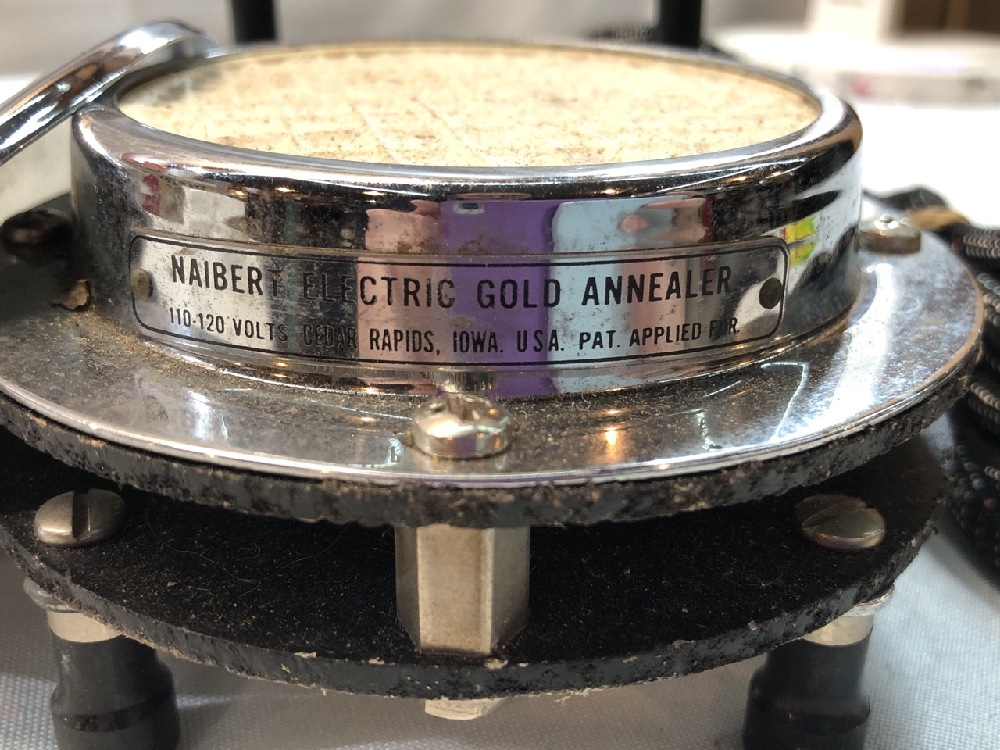 NAIBERT ELECTRIC GOLD ANNEALER
110-120 VOLTS CEDAR RAPIDS, IOWA. U.S.A. PAT. APPLIED FOR.